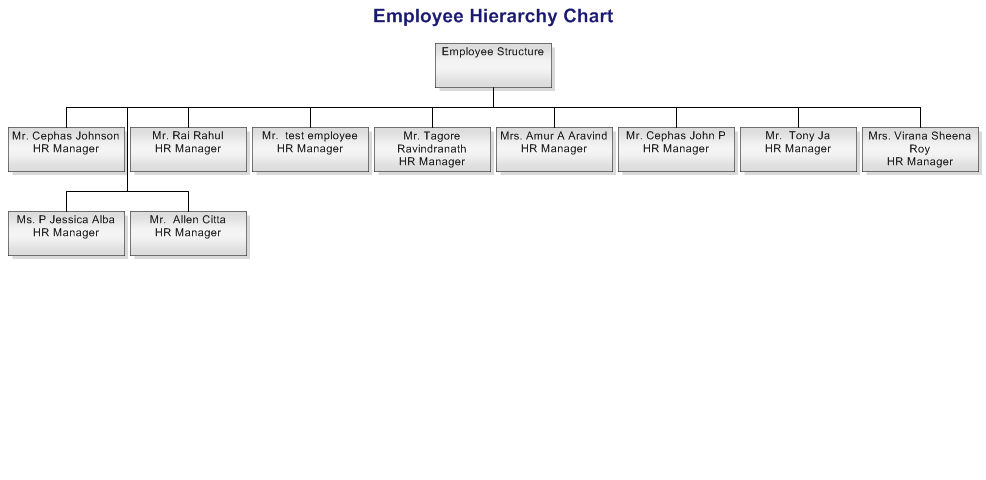 Employee Hierarchy Chart
Employee Structure
Mr. Cephas Johnson
HR Manager
Mr. Rai Rahul
HR Manager
Mr.  test employee
HR Manager
Mr. Tagore
Ravindranath
HR Manager
Mrs. Amur A Aravind
HR Manager
Mr. Cephas John P
HR Manager
Mr.  Tony Ja
HR Manager
Mrs. Virana Sheena
Roy
HR Manager
Ms. P Jessica Alba
HR Manager
Mr.  Allen Citta
HR Manager